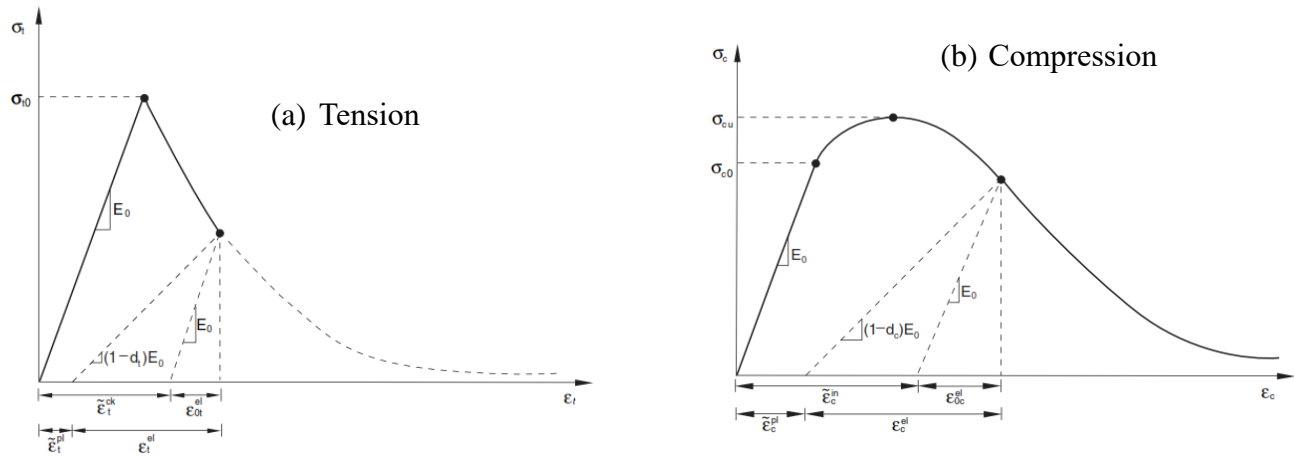 σt
σt0
(a) Tension
E0
E0
(1-dt)E0
ε̃t^ck
ε0t^el
εt
ε̃t^pl
εt^el
σc
(b) Compression
σcu
σc0
E0
E0
(1-dc)E0
ε̃c^in
ε0c^el
εc
ε̃c^pl
εc^el